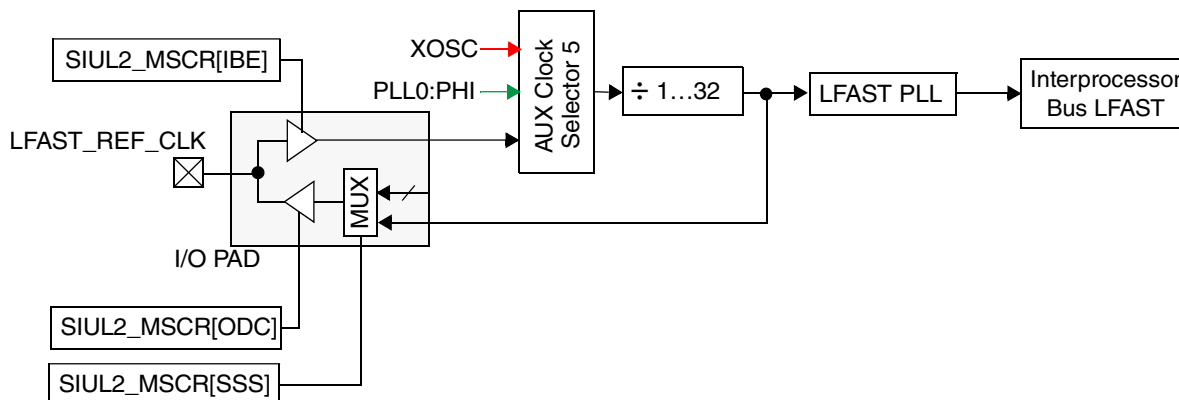 SIUL2_MSCR[IBE]
XOSC
PLL0:PHI
AUX Clock
Selector 5
÷ 1...32
LFAST PLL
Interprocessor
Bus LFAST
LFAST_REF_CLK
MUX
I/O PAD
SIUL2_MSCR[ODC]
SIUL2_MSCR[SSS]